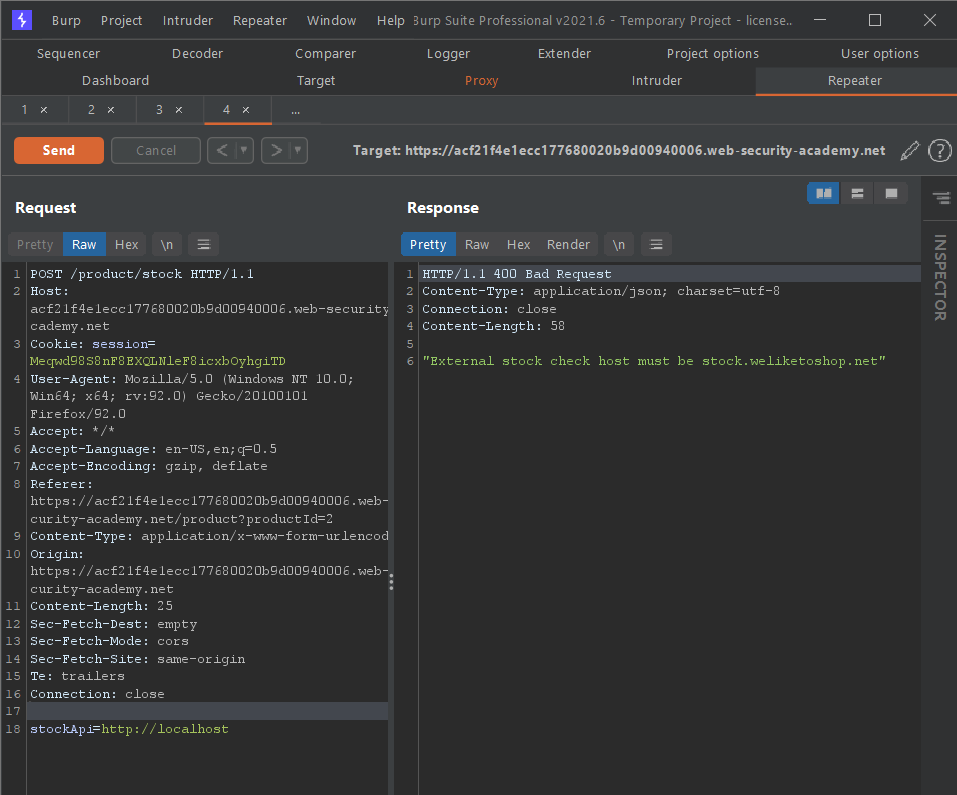 Burp Project Intruder Repeater Window Help Burp Suite Professional v2021.6 - Temporary Project - license..
Sequencer Decoder Comparer Logger Extender Project options User options
Dashboard Target Proxy Intruder Repeater
1 × 2 × 3 × 4 × ...
Send Cancel < > Target: https://acf21f4e1ecc177680020b9d00940006.web-security-academy.net ?
Request
Pretty Raw Hex \n
1 POST /product/stock HTTP/1.1
2 Host:
acf21f4e1ecc177680020b9d00940006.web-security
cademy.net
3 Cookie: session=
Meqwd98S8nF8EXQLNleF8icxbOyhgiTD
4 User-Agent: Mozilla/5.0 (Windows NT 10.0;
Win64; x64; rv:92.0) Gecko/20100101
Firefox/92.0
5 Accept: */*
6 Accept-Language: en-US,en;q=0.5
7 Accept-Encoding: gzip, deflate
8 Referer:
https://acf21f4e1ecc177680020b9d00940006.web-
curity-academy.net/product?productId=2
9 Content-Type: application/x-www-form-urlencod
10 Origin:
https://acf21f4e1ecc177680020b9d00940006.web-
curity-academy.net
11 Content-Length: 25
12 Sec-Fetch-Dest: empty
13 Sec-Fetch-Mode: cors
14 Sec-Fetch-Site: same-origin
15 Te: trailers
16 Connection: close
17
18 stockApi=http://localhost
Response
Pretty Raw Hex Render \n
1 HTTP/1.1 400 Bad Request
2 Content-Type: application/json; charset=utf-8
3 Connection: close
4 Content-Length: 58
5
6 "External stock check host must be stock.weliketoshop.net"
INSPECTOR